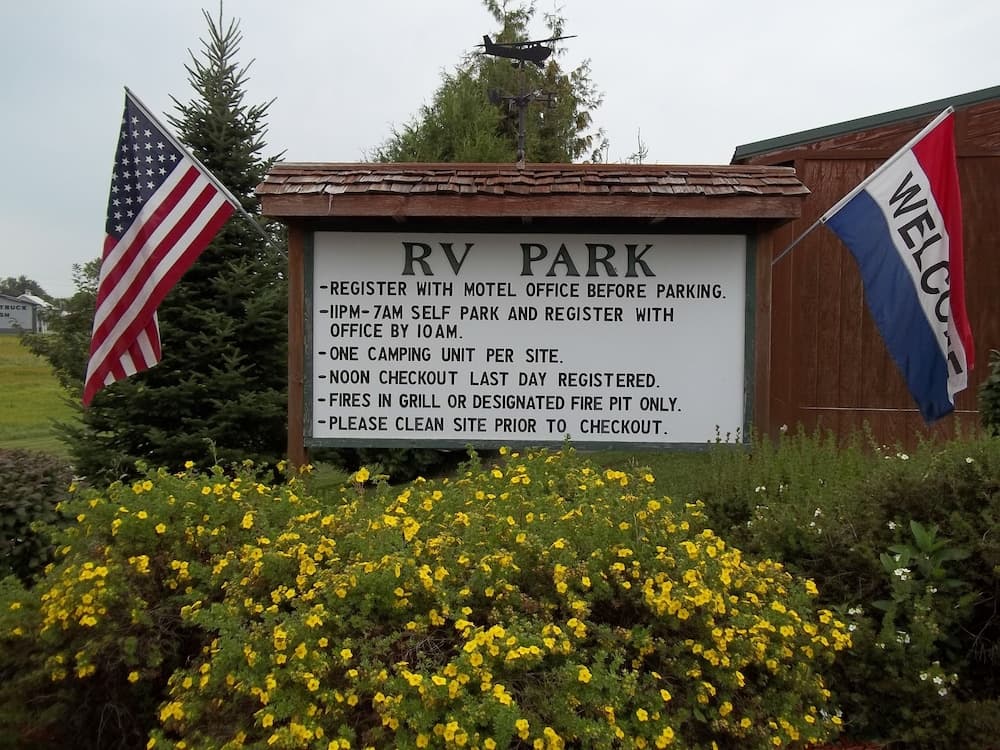 RV PARK
-REGISTER WITH MOTEL OFFICE BEFORE PARKING.
-11PM-7AM SELF PARK AND REGISTER WITH
OFFICE BY 10AM.
-ONE CAMPING UNIT PER SITE.
-NOON CHECKOUT LAST DAY REGISTERED.
-FIRES IN GRILL OR DESIGNATED FIRE PIT ONLY.
-PLEASE CLEAN SITE PRIOR TO CHECKOUT.
WELCOME
TRUCK